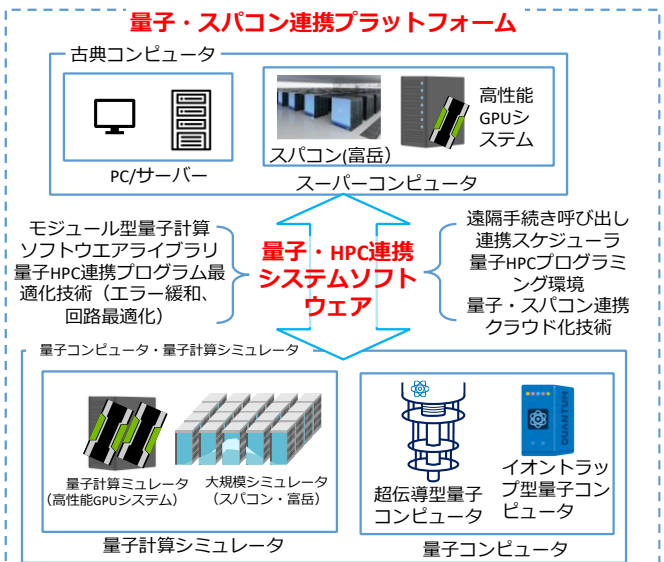 量子・スパコン連携プラットフォーム
古典コンピュータ
高性能
GPUシ
ステム
スパコン(富岳）
PC/サーバー
スーパーコンピュータ
モジュール型量子計算
ソフトウエアライブラリ
量子HPC連携プログラム最
適化技術（エラー緩和、
回路最適化）
量子・HPC連携
システムソフト
ウェア
遠隔手続き呼び出し
連携スケジューラ
量子HPCプログラミ
ング環境
量子・スパコン連携
クラウド化技術
量子コンピュータ・量子計算シミュレータ
量子計算ミュレータ
（高性能GPUシステム）
大規模シミュレータ
（スパコン・富岳）
量子計算シミュレータ
QUANTUM
超伝導型量子
コンピュータ
イオントラッ
プ型量子コン
ピュータ
量子コンピュータ